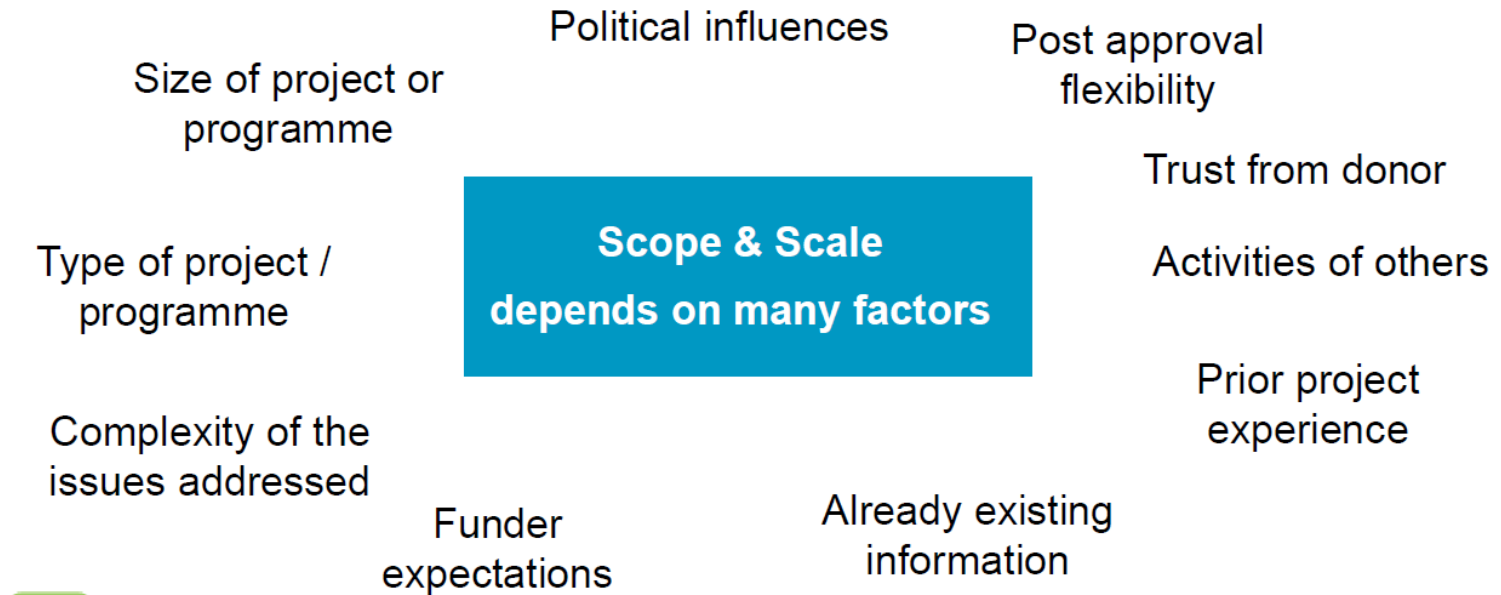 Political influences
Post approval
flexibility
Size of project or
programme
Trust from donor
Scope & Scale
depends on many factors
Type of project /
programme
Activities of others
Prior project
experience
Complexity of the
issues addressed
Funder
expectations
Already existing
information